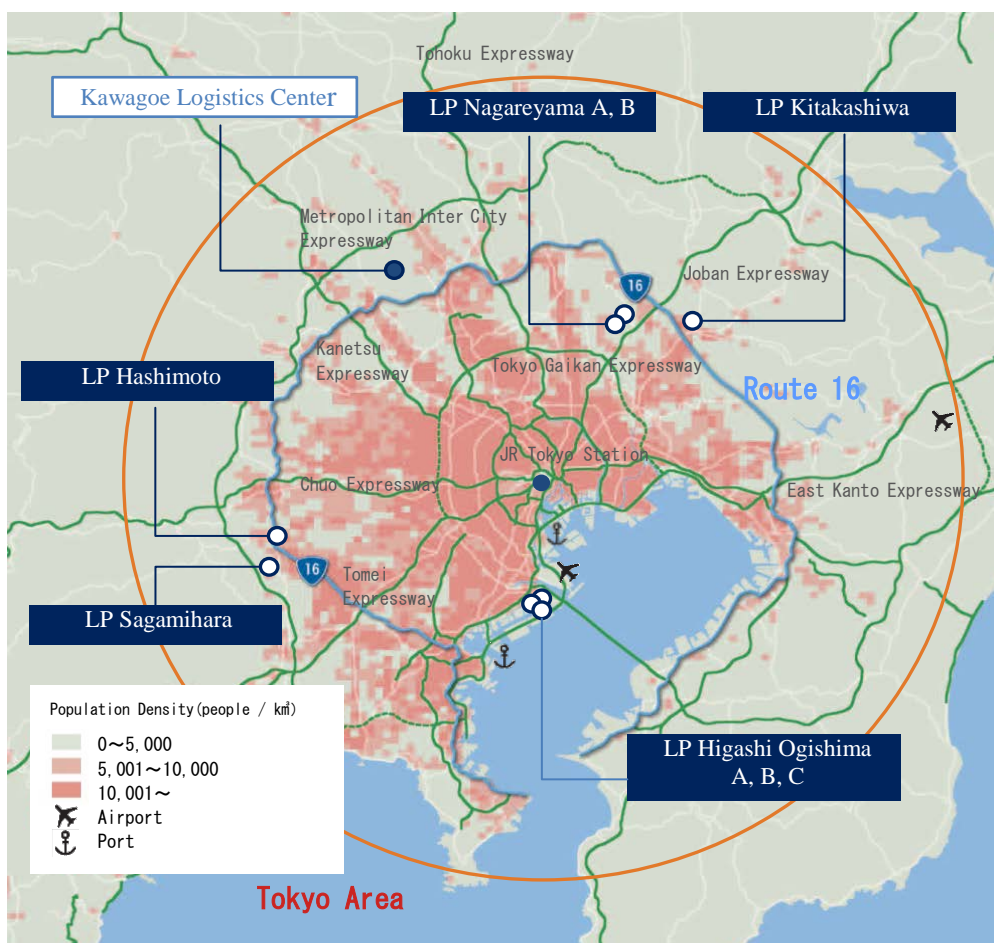 Tohoku Expressway
Kawagoe Logistics Center
LP Nagareyama A, B
LP Kitakashiwa
Metropolitan Inter City
Expressway
Joban Expressway
16
Kanetsu
Expressway
Tokyo Gaikan Expressway
LP Hashimoto
Route 16
JR Tokyo Station
Chuo Expressway
East Kanto Expressway
16
Tomei
Expressway
LP Sagamihara
Population Density(people / k㎡)
0～5,000
5,001～10,000
10,001～
Airport
Port
LP Higashi Ogishima
A, B, C
Tokyo Area